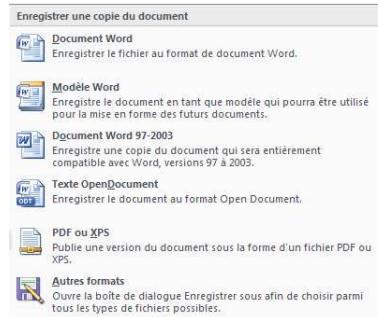 Enregistrer une copie du document
Document Word
Enregistrer le fichier au format de document Word.
Modèle Word
Enregistre le document en tant que modèle qui pourra être utilisé
pour la mise en forme des futurs documents.
Document Word 97-2003
Enregistre une copie du document qui sera entièrement
compatible avec Word, versions 97 à 2003.
Texte OpenDocument
Enregistrer le document au format Open Document.
ODT
PDF ou XPS
Publie une version du document sous la forme d'un fichier PDF ou
XPS.
Autres formats
Ouvre la boîte de dialogue Enregistrer sous afin de choisir parmi
tous les types de fichiers possibles.